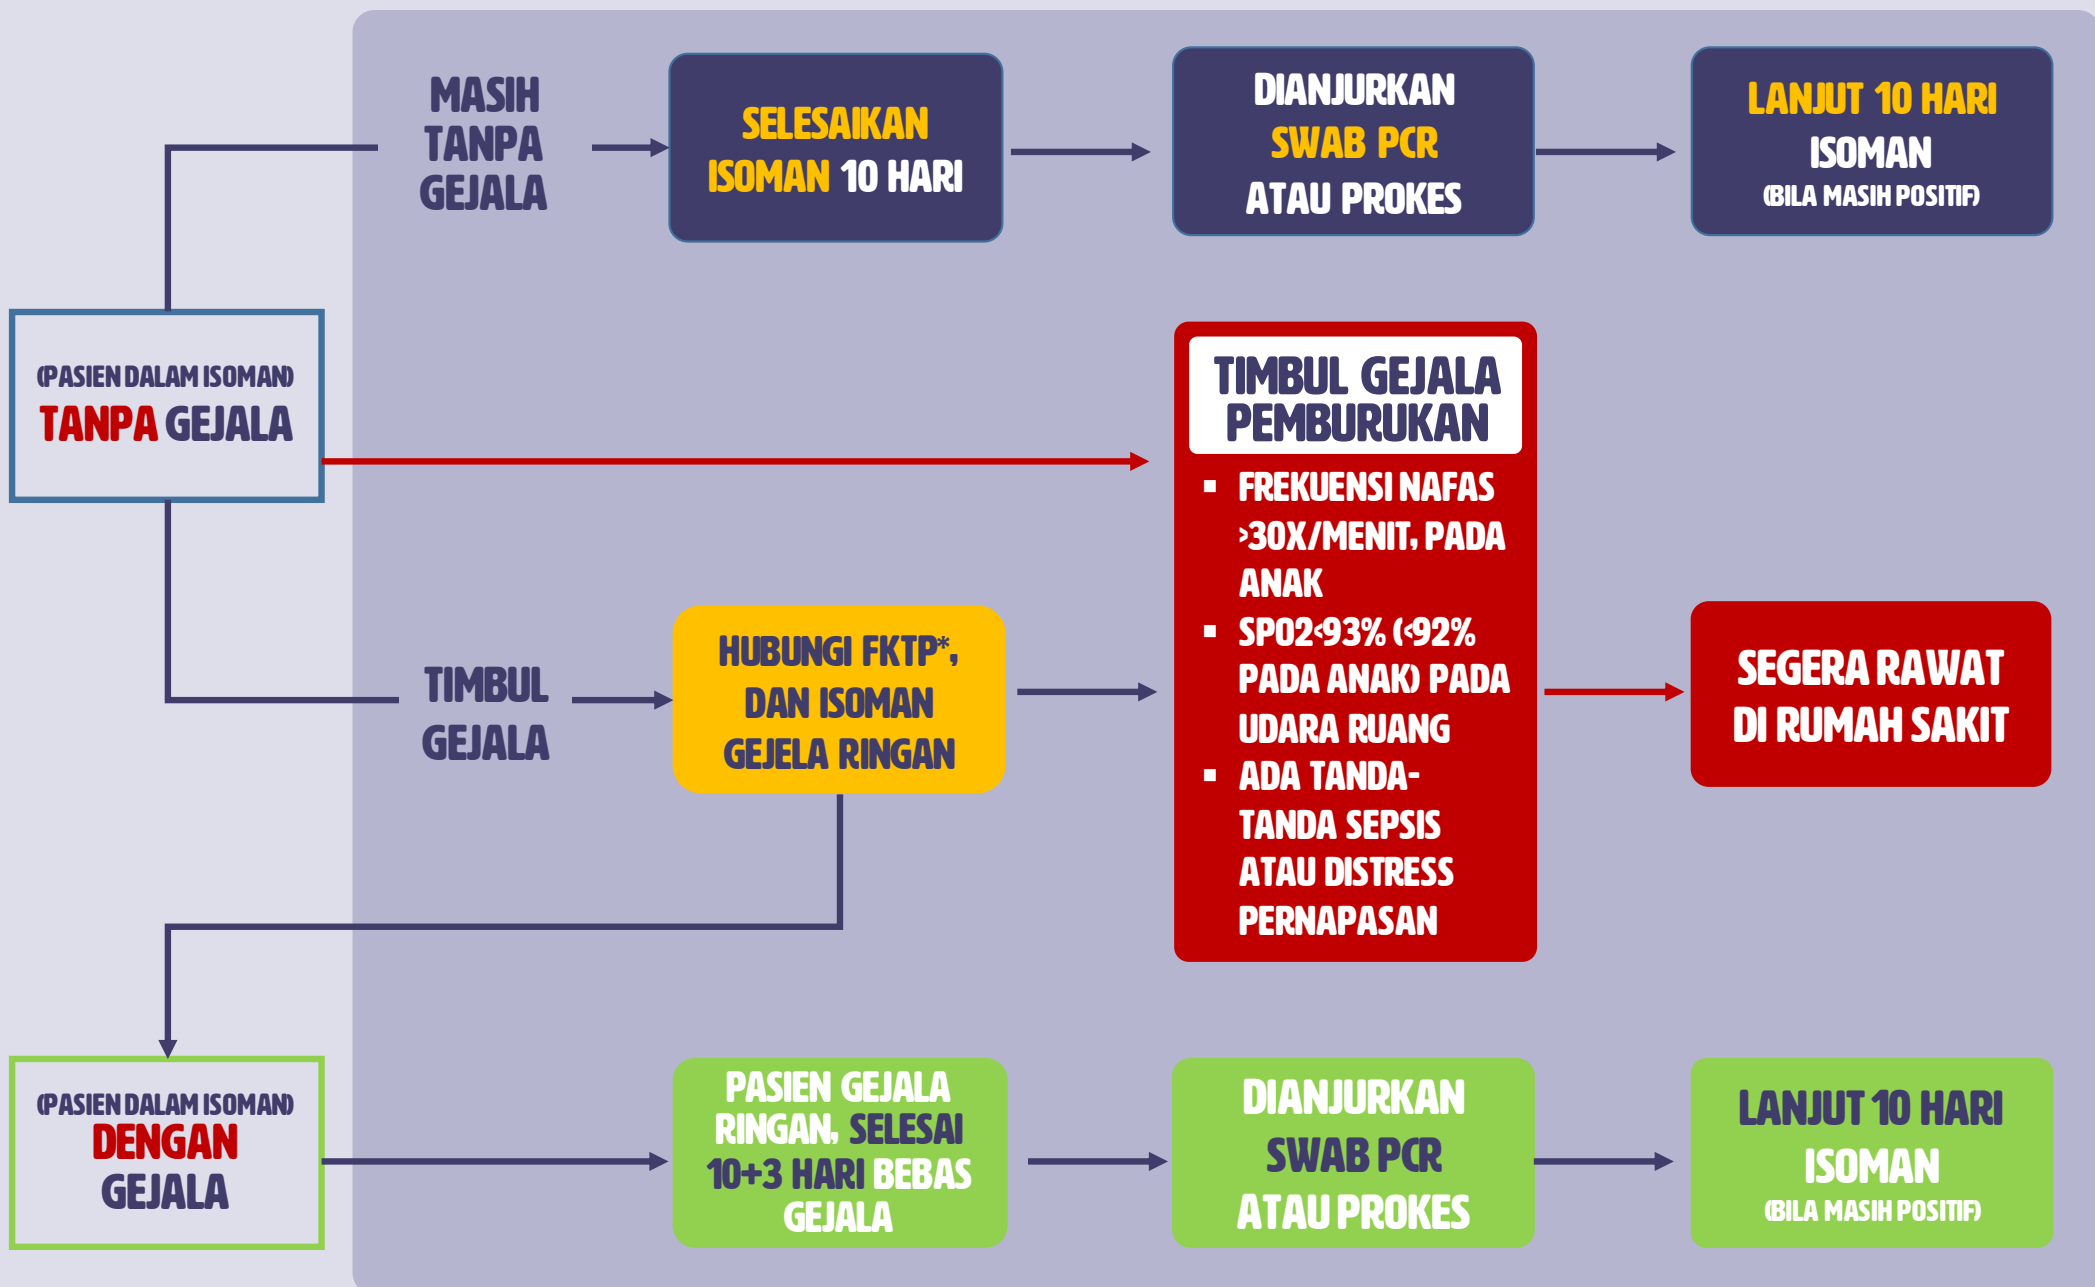 MASIH
TANPA
GEJALA
SELESAIKAN
ISOMAN 10 HARI
DIANJURKAN
SWAB PCR
ATAU PROKES
LANJUT 10 HARI
ISOMAN
(BILA MASIH POSITIF)
(PASIEN DALAM ISOMAN)
TANPA GEJALA
TIMBUL GEJALA
PEMBURUKAN
▪ FREKUENSI NAFAS
>30X/MENIT, PADA
ANAK
▪ SPO2<93% (<92%
PADA ANAK) PADA
UDARA RUANG
▪ ADA TANDA-
TANDA SEPSIS
ATAU DISTRESS
PERNAPASAN
TIMBUL
GEJALA
HUBUNGI FKTP*,
DAN ISOMAN
GEJELA RINGAN
SEGERA RAWAT
DI RUMAH SAKIT
(PASIEN DALAM ISOMAN)
DENGAN
GEJALA
PASIEN GEJALA
RINGAN, SELESAI
10+3 HARI BEBAS
GEJALA
DIANJURKAN
SWAB PCR
ATAU PROKES
LANJUT 10 HARI
ISOMAN
(BILA MASIH POSITIF)